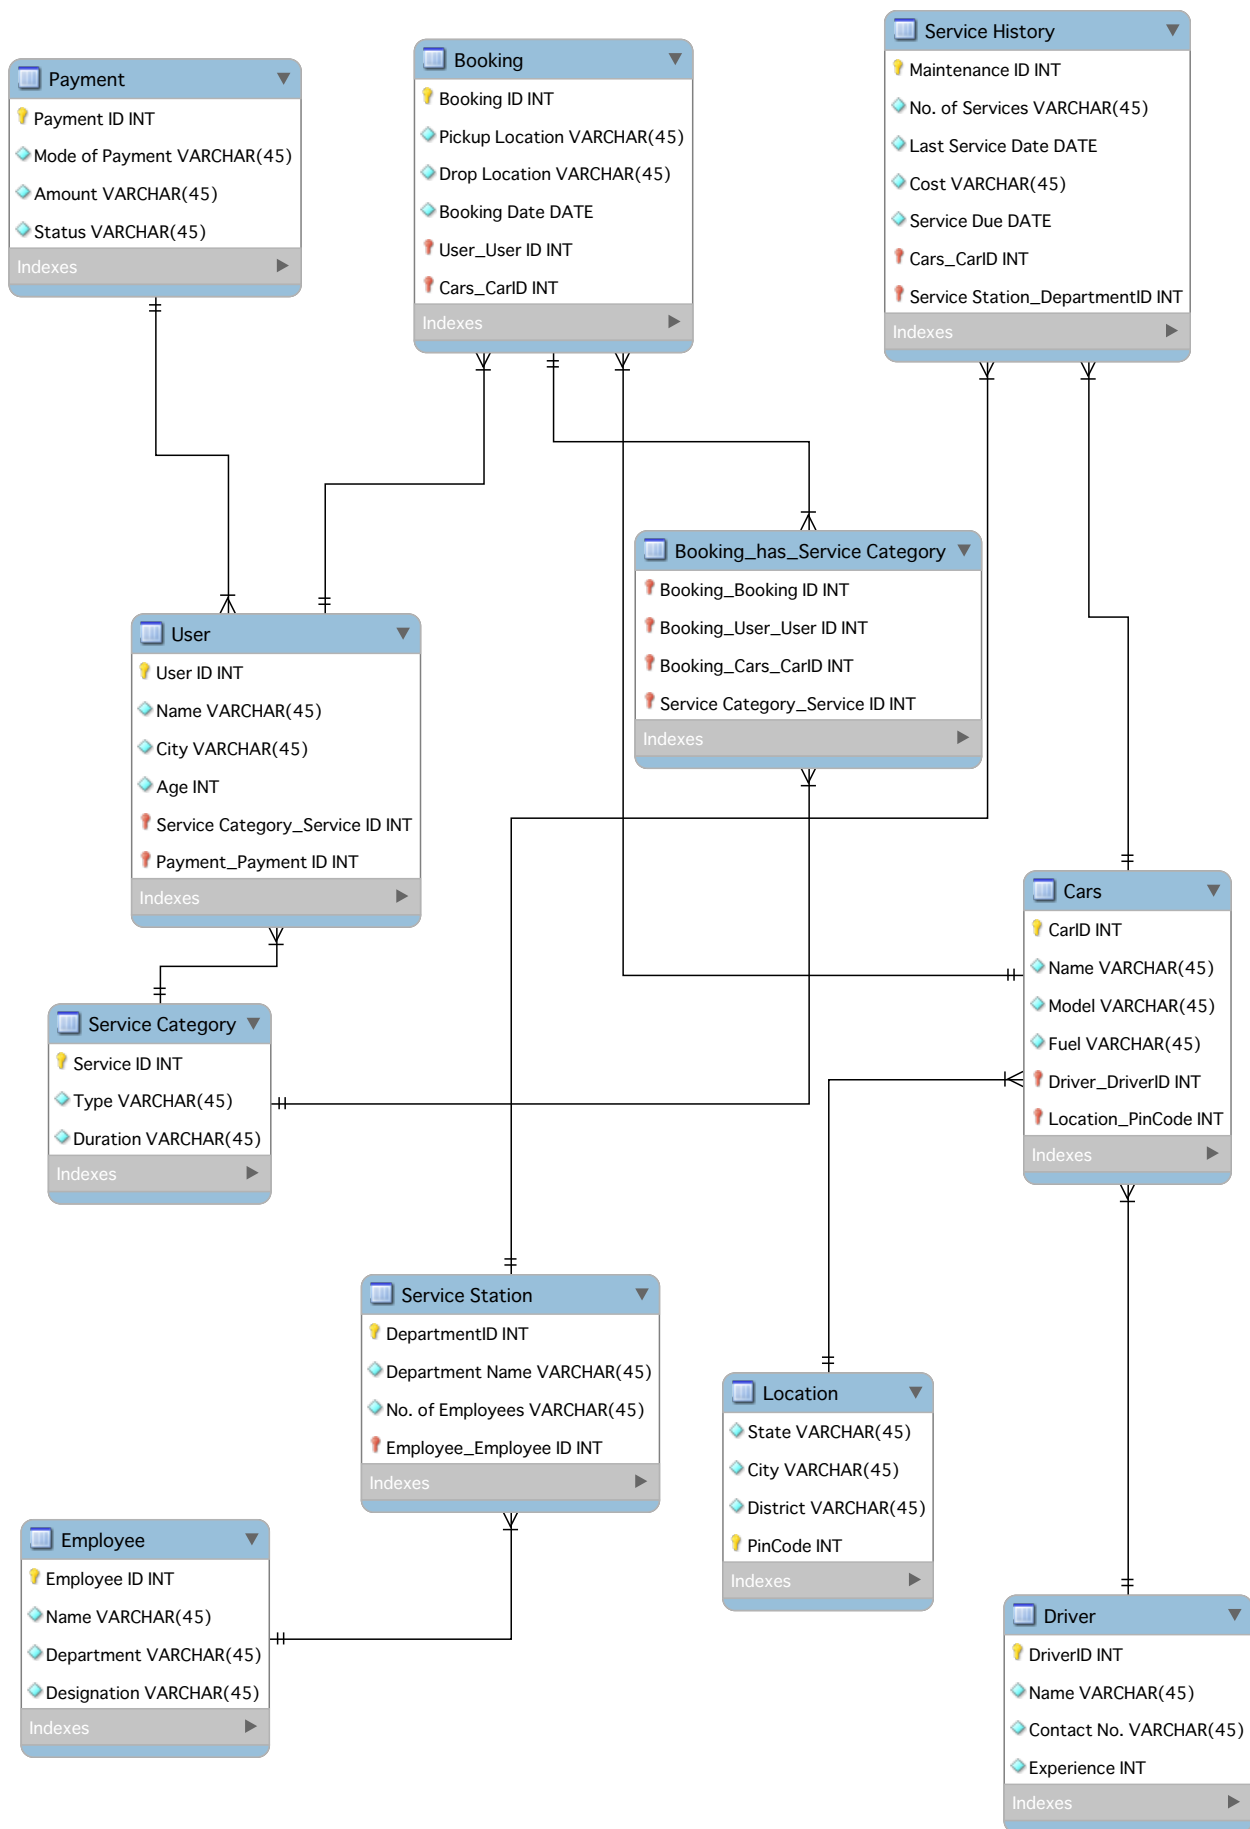 Payment
Payment ID INT
Mode of Payment VARCHAR(45)
Amount VARCHAR(45)
Status VARCHAR(45)
Indexes
Booking
Booking ID INT
Pickup Location VARCHAR(45)
Drop Location VARCHAR(45)
Booking Date DATE
User_User ID INT
Cars_CarID INT
Indexes
Service History
Maintenance ID INT
No. of Services VARCHAR(45)
Last Service Date DATE
Cost VARCHAR(45)
Service Due DATE
Cars_CarID INT
Service Station_DepartmentID INT
Indexes
Booking_has_Service Category
Booking_Booking ID INT
Booking_User_User ID INT
Booking_Cars_CarID INT
Service Category_Service ID INT
Indexes
User
User ID INT
Name VARCHAR(45)
City VARCHAR(45)
Age INT
Service Category_Service ID INT
Payment_Payment ID INT
Indexes
Cars
CarID INT
Name VARCHAR(45)
Model VARCHAR(45)
Fuel VARCHAR(45)
Driver_DriverID INT
Location_PinCode INT
Indexes
Service Category
Service ID INT
Type VARCHAR(45)
Duration VARCHAR(45)
Indexes
Service Station
DepartmentID INT
Department Name VARCHAR(45)
No. of Employees VARCHAR(45)
Employee_Employee ID INT
Indexes
Location
State VARCHAR(45)
City VARCHAR(45)
District VARCHAR(45)
PinCode INT
Indexes
Employee
Employee ID INT
Name VARCHAR(45)
Department VARCHAR(45)
Designation VARCHAR(45)
Indexes
Driver
DriverID INT
Name VARCHAR(45)
Contact No. VARCHAR(45)
Experience INT
Indexes